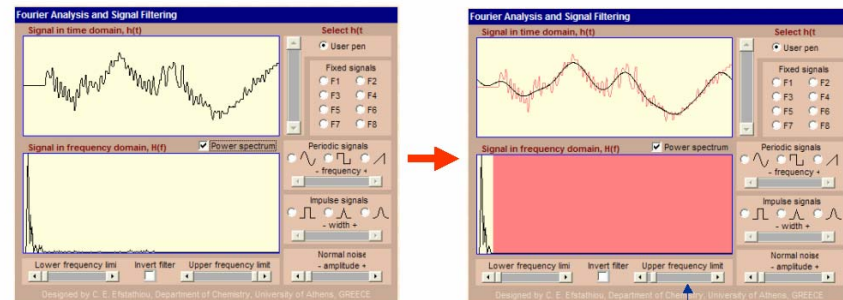 Fourier Analysis and Signal Filtering
Signal in time domain, h(t)
Select h(t
User pen
Fixed signals
F1 F2
F3 F4
F5 F6
F7 F8
Signal in frequency domain, H(f)
Power spectrum
Periodic signals
- frequency +
Impulse signals
- width +
Lower frequency limi
Invert filter
Upper frequency limit
Normal noise
- amplitude +
Designed by C. E. Efstathiou, Department of Chemistry, University of Athens, GREECE
Fourier Analysis and Signal Filtering
Signal in time domain, h(t)
Select h(t
User pen
Fixed signals
F1 F2
F3 F4
F5 F6
F7 F8
Signal in frequency domain, H(f)
Power spectrum
Periodic signals
- frequency +
Impulse signals
- width +
Lower frequency limi
Invert filter
Upper frequency limit
Normal noise
- amplitude +
Designed by C. E. Efstathiou, Department of Chemistry, University of Athens, GREECE